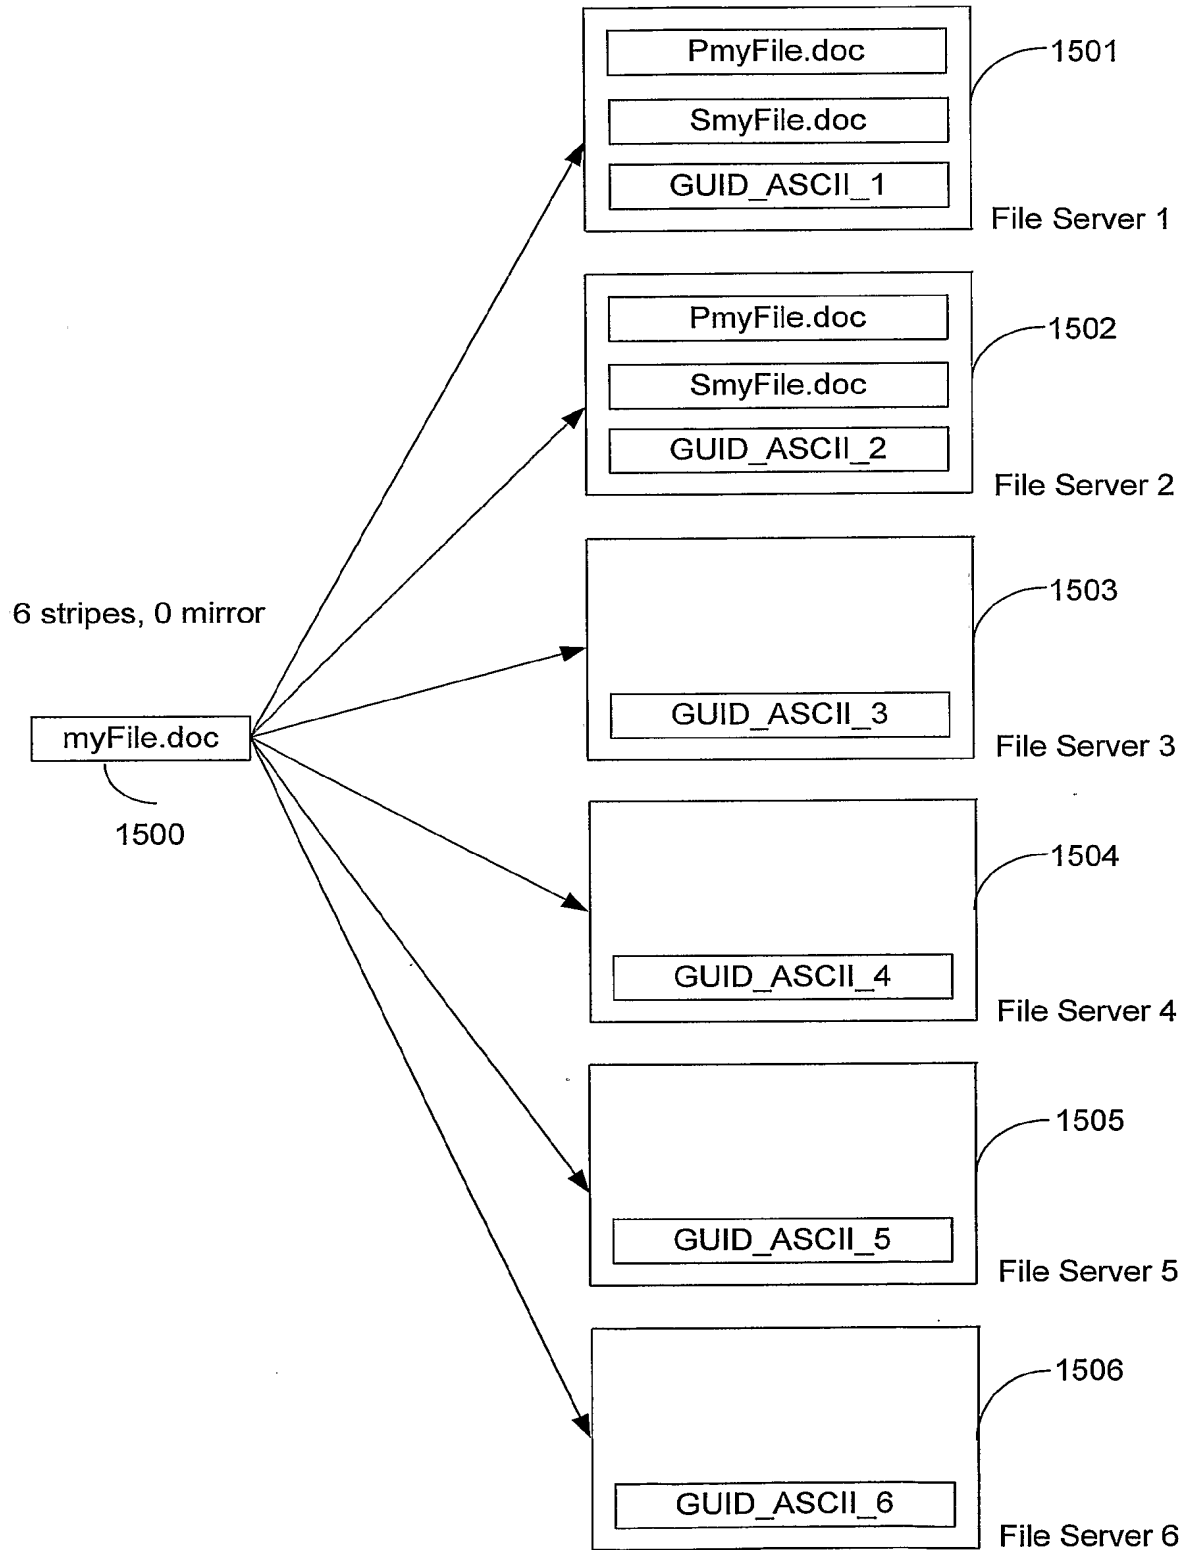 PmyFile.doc
1501
SmyFile.doc
GUID_ASCII_1
File Server 1
PmyFile.doc
1502
SmyFile.doc
GUID_ASCII_2
File Server 2
1503
6 stripes, 0 mirror
GUID_ASCII_3
myFile.doc
File Server 3
1500
1504
GUID_ASCII_4
File Server 4
1505
GUID_ASCII_5
File Server 5
1506
GUID_ASCII_6
File Server 6